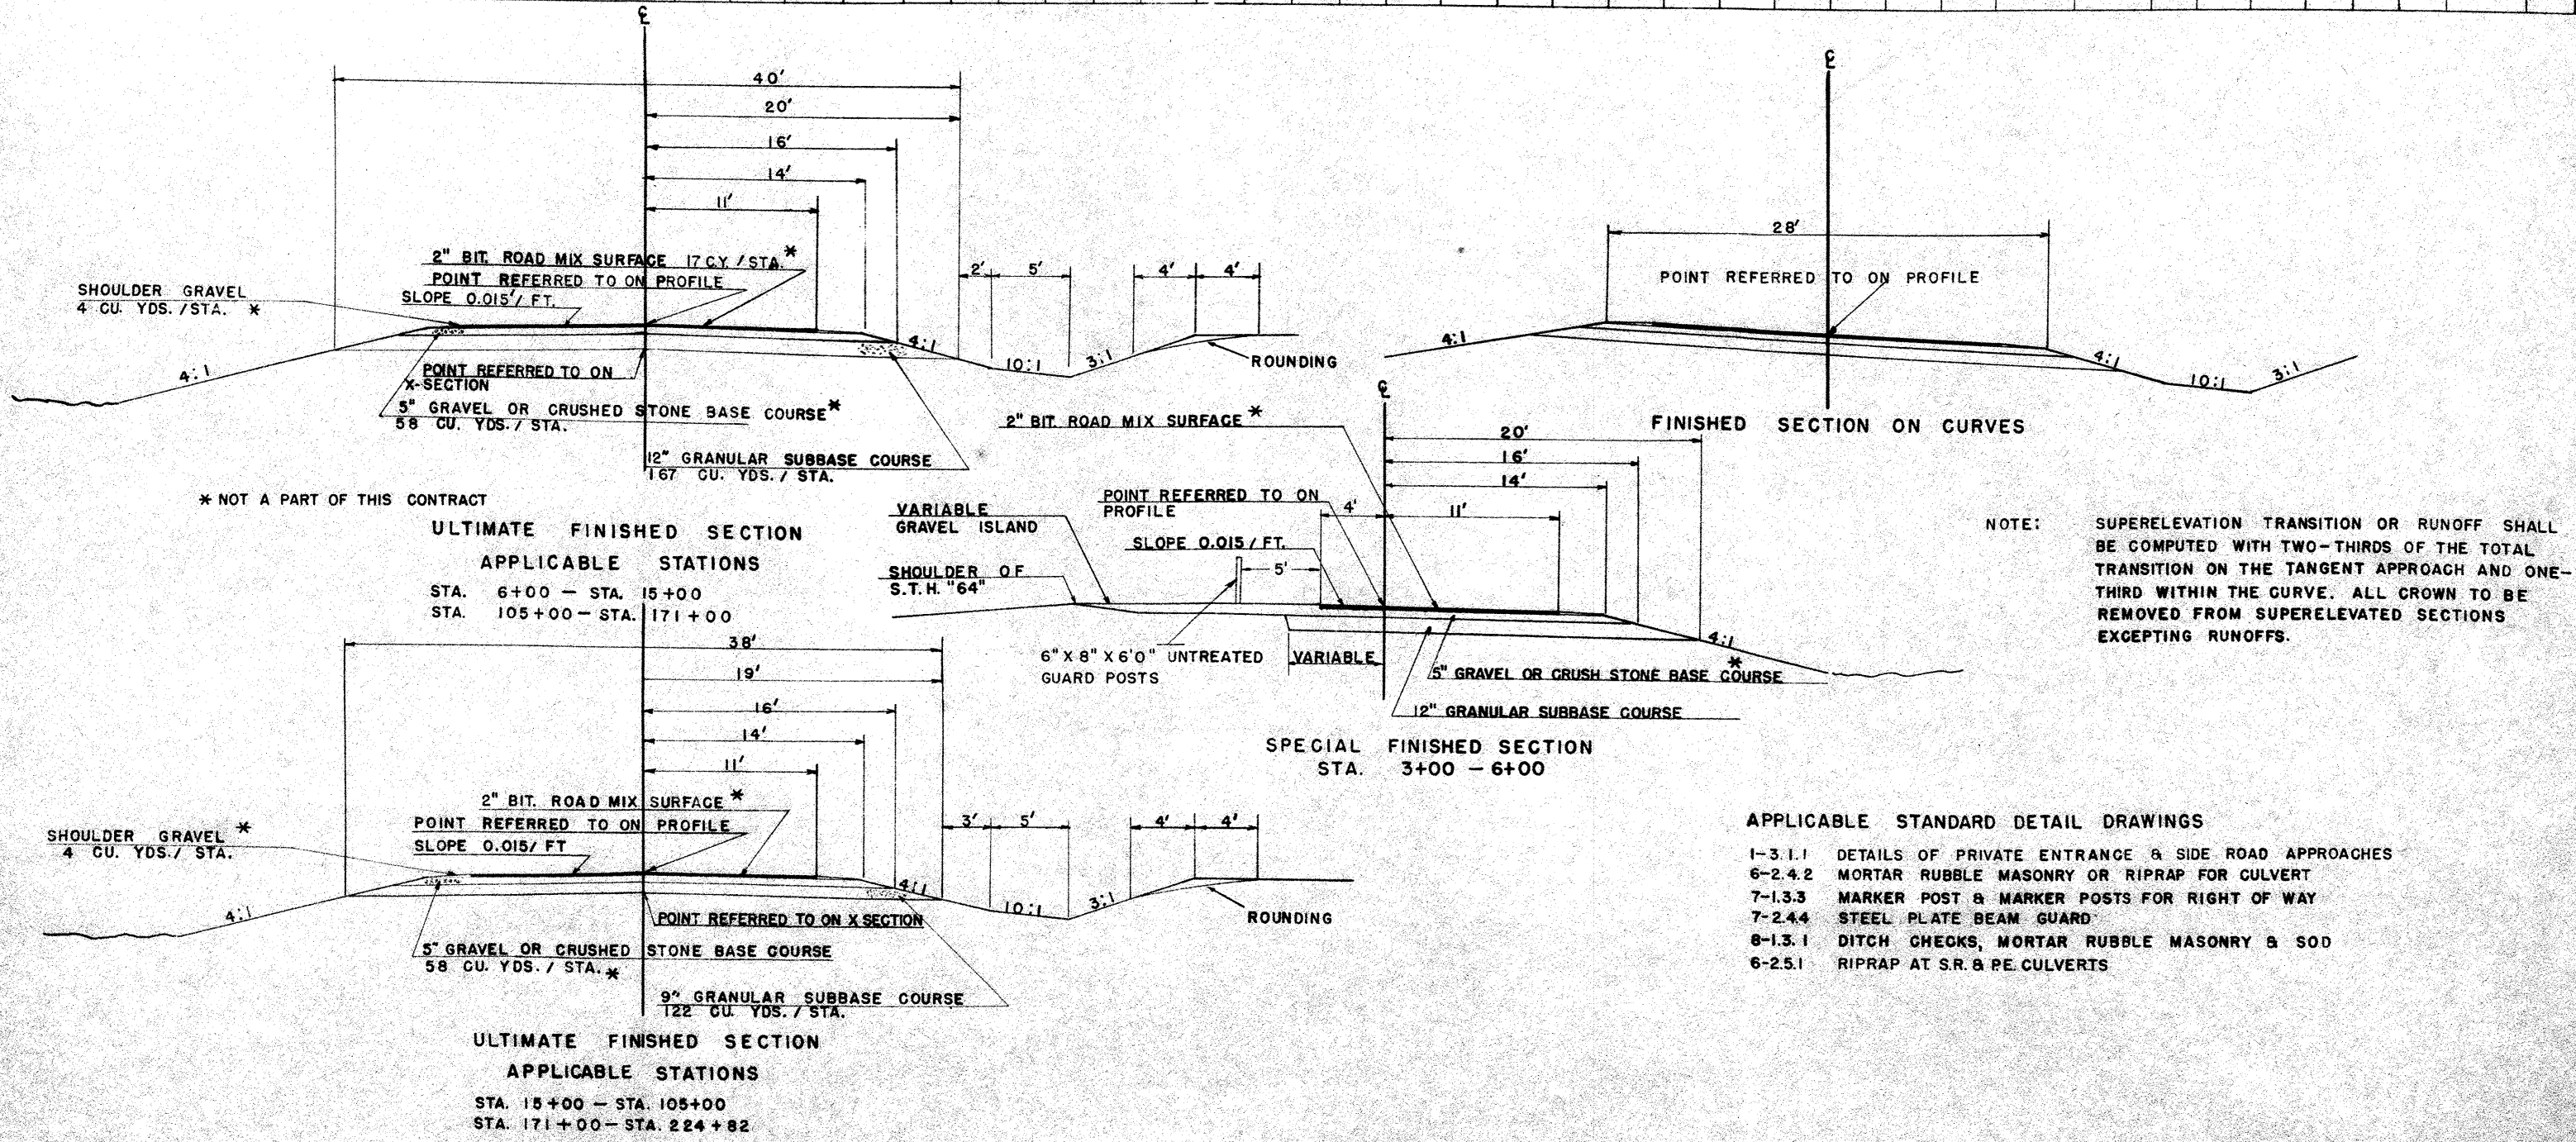 ℄
40'
20'
16'
14'
11'
2" BIT. ROAD MIX SURFACE 17 C.Y. / STA. *
POINT REFERRED TO ON PROFILE
SLOPE 0.015'/ FT.
SHOULDER GRAVEL
4 CU. YDS. / STA. *
2'
5'
4'
4'
4:1
4:1
10:1
3:1
ROUNDING
POINT REFERRED TO ON
X-SECTION
5" GRAVEL OR CRUSHED STONE BASE COURSE *
58 CU. YDS. / STA.
12" GRANULAR SUBBASE COURSE
167 CU. YDS. / STA.
* NOT A PART OF THIS CONTRACT
ULTIMATE FINISHED SECTION
APPLICABLE STATIONS
STA. 6+00 — STA. 15+00
STA. 105+00 — STA. 171+00
℄
28'
POINT REFERRED TO ON PROFILE
4:1
4:1
10:1
3:1
FINISHED SECTION ON CURVES
℄
2" BIT. ROAD MIX SURFACE *
20'
16'
14'
4'
11'
VARIABLE
GRAVEL ISLAND
POINT REFERRED TO ON
PROFILE
SLOPE 0.015 / FT.
SHOULDER OF
S.T.H. "64"
5'
6" X 8" X 6'0" UNTREATED
GUARD POSTS
VARIABLE
4:1
5" GRAVEL OR CRUSH STONE BASE COURSE *
12" GRANULAR SUBBASE COURSE
SPECIAL FINISHED SECTION
STA. 3+00 — 6+00
NOTE: SUPERELEVATION TRANSITION OR RUNOFF SHALL
BE COMPUTED WITH TWO-THIRDS OF THE TOTAL
TRANSITION ON THE TANGENT APPROACH AND ONE-
THIRD WITHIN THE CURVE. ALL CROWN TO BE
REMOVED FROM SUPERELEVATED SECTIONS
EXCEPTING RUNOFFS.
38'
19'
16'
14'
11'
2" BIT. ROAD MIX SURFACE *
POINT REFERRED TO ON PROFILE
SLOPE 0.015/ FT
SHOULDER GRAVEL *
4 CU. YDS./ STA.
3'
5'
4'
4'
4:1
4:1
10:1
3:1
ROUNDING
POINT REFERRED TO ON X SECTION
5" GRAVEL OR CRUSHED STONE BASE COURSE
58 CU. YDS. / STA. *
9" GRANULAR SUBBASE COURSE
122 CU. YDS. / STA.
ULTIMATE FINISHED SECTION
APPLICABLE STATIONS
STA. 15+00 — STA. 105+00
STA. 171+00 — STA. 224+82
APPLICABLE STANDARD DETAIL DRAWINGS
1-3.1.1 DETAILS OF PRIVATE ENTRANCE & SIDE ROAD APPROACHES
6-2.4.2 MORTAR RUBBLE MASONRY OR RIPRAP FOR CULVERT
7-1.3.3 MARKER POST & MARKER POSTS FOR RIGHT OF WAY
7-2.4.4 STEEL PLATE BEAM GUARD
8-1.3.1 DITCH CHECKS, MORTAR RUBBLE MASONRY & SOD
6-2.5.1 RIPRAP AT S.R. & P.E. CULVERTS